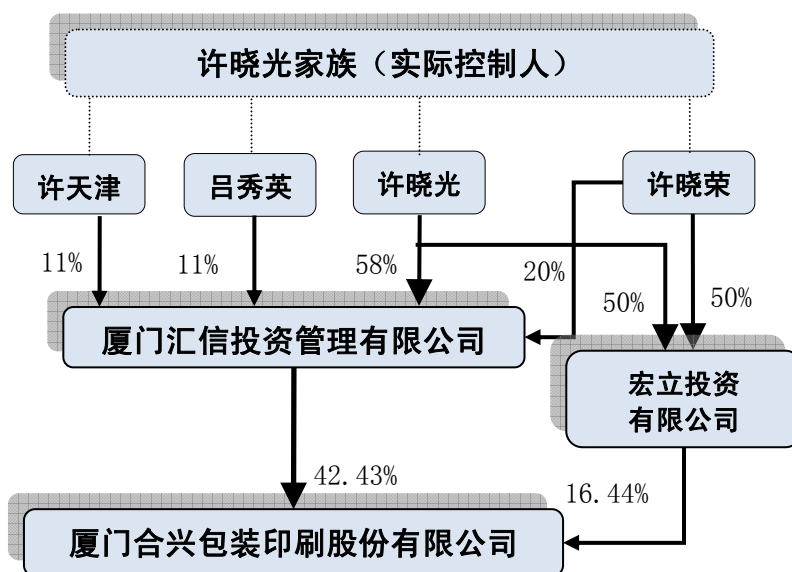 许晓光家族（实际控制人）
许天津
吕秀英
许晓光
许晓荣
11%
11%
58%
20%
50%
50%
厦门汇信投资管理有限公司
宏立投资
有限公司
42.43%
16.44%
厦门合兴包装印刷股份有限公司